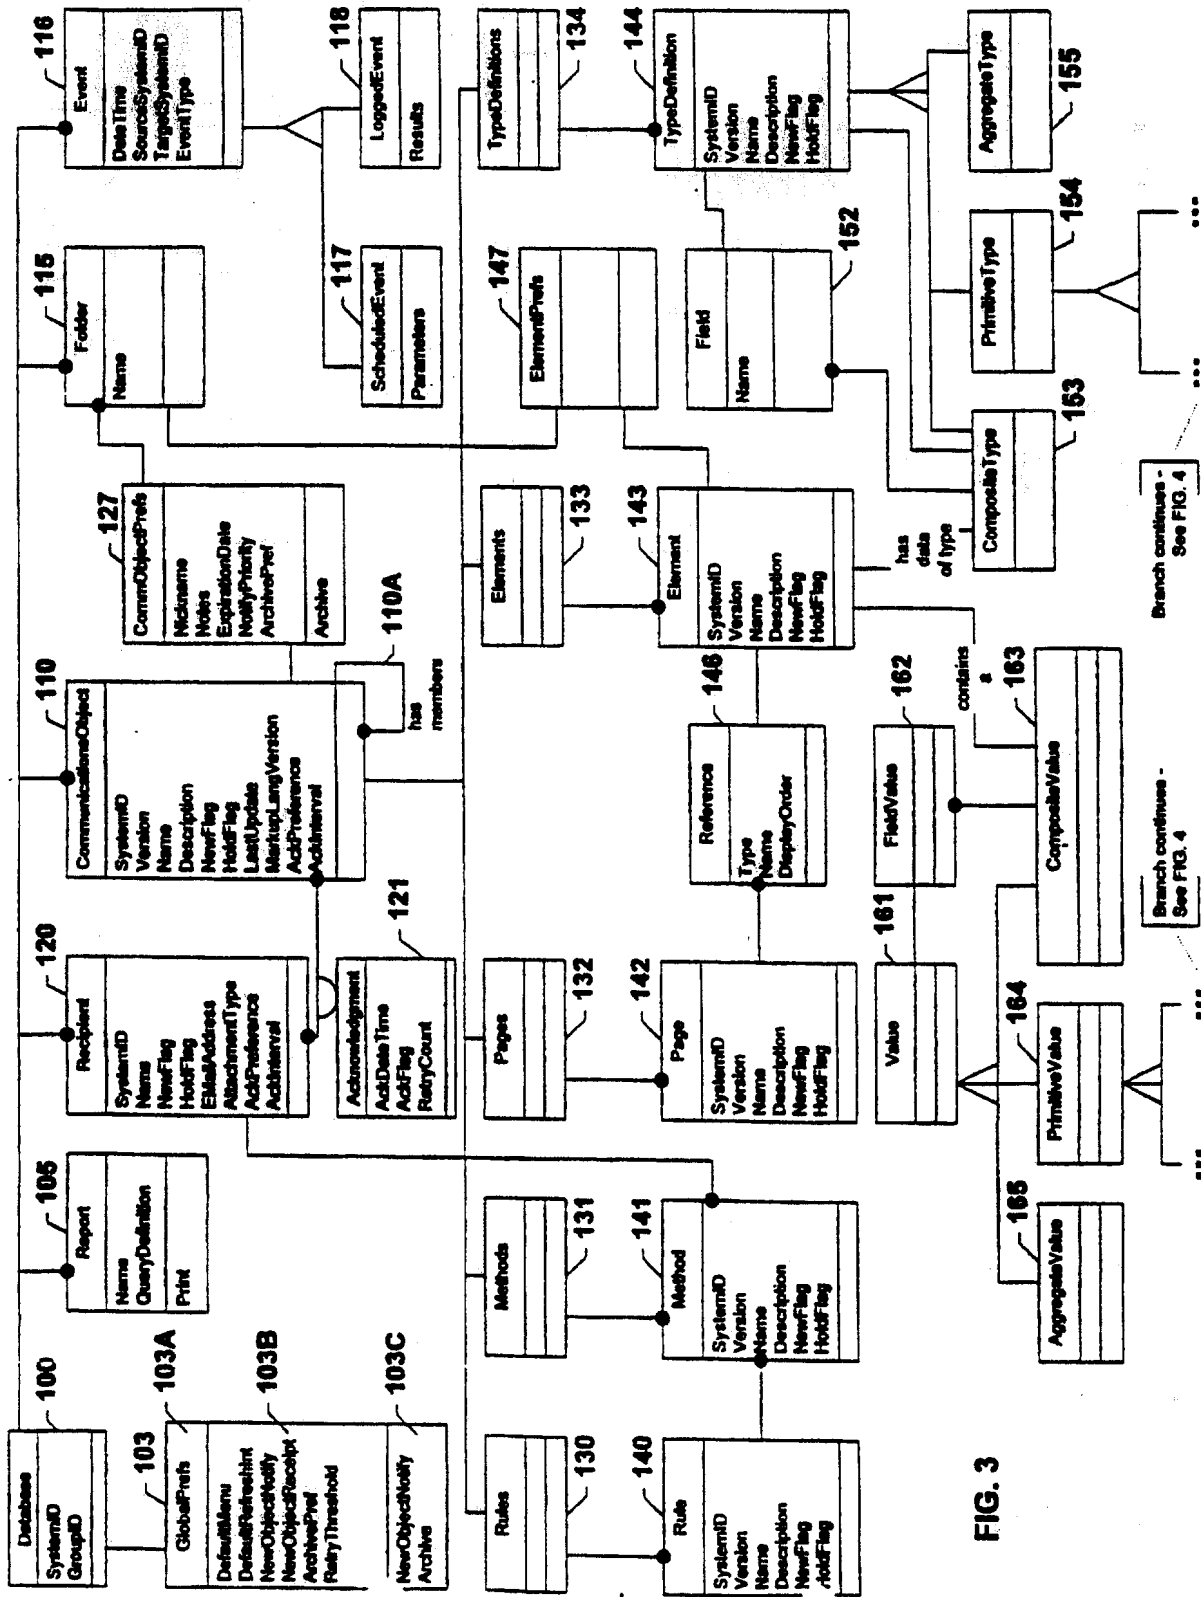 100
Database
SystemID
GroupID
103
103A
GlobalPrefs
DefaultMenu
DefaultRefreshInt
NewObjectNotify
NewObjectReceipt
ArchivePref
RetryThreshold
103B
NewObjectNotify
Archive
103C
105
Report
Name
QueryDefinition
Print
120
Recipient
SystemID
Name
NewFlag
HoldFlag
EMailAddress
AttachmentType
AckPreference
AckInterval
Acknowledgment
AckDateTime
AckFlag
RetryCount
121
110
CommunicationsObject
SystemID
Version
Name
Description
NewFlag
HoldFlag
LastUpdate
MarkupLangVersion
AckPreference
AckInterval
110A
has
members
127
CommObjectPrefs
Nickname
Notes
ExpirationDate
NotifyPriority
ArchivePref
Archive
115
Folder
Name
116
Event
DateTime
SourceSystemID
TargetSystemID
EventType
117
ScheduledEvent
Parameters
118
LoggedEvent
Results
Rules
130
Methods
131
Pages
132
Elements
133
ElementPrefs
147
TypeDefinitions
134
140
Rule
SystemID
Version
Name
Description
NewFlag
HoldFlag
141
Method
SystemID
Version
Name
Description
NewFlag
HoldFlag
142
Page
SystemID
Version
Name
Description
NewFlag
HoldFlag
146
Reference
Type
Name
DisplayOrder
143
Element
SystemID
Version
Name
Description
NewFlag
HoldFlag
Field
Name
152
144
TypeDefinition
SystemID
Version
Name
Description
NewFlag
HoldFlag
has
data
of type
contains
a
161
Value
162
FieldValue
165
AggregateValue
164
PrimitiveValue
163
CompositeValue
CompositeType
153
PrimitiveType
154
AggregateType
155
Branch continues -
See FIG. 4
Branch continues -
See FIG. 4
FIG. 3